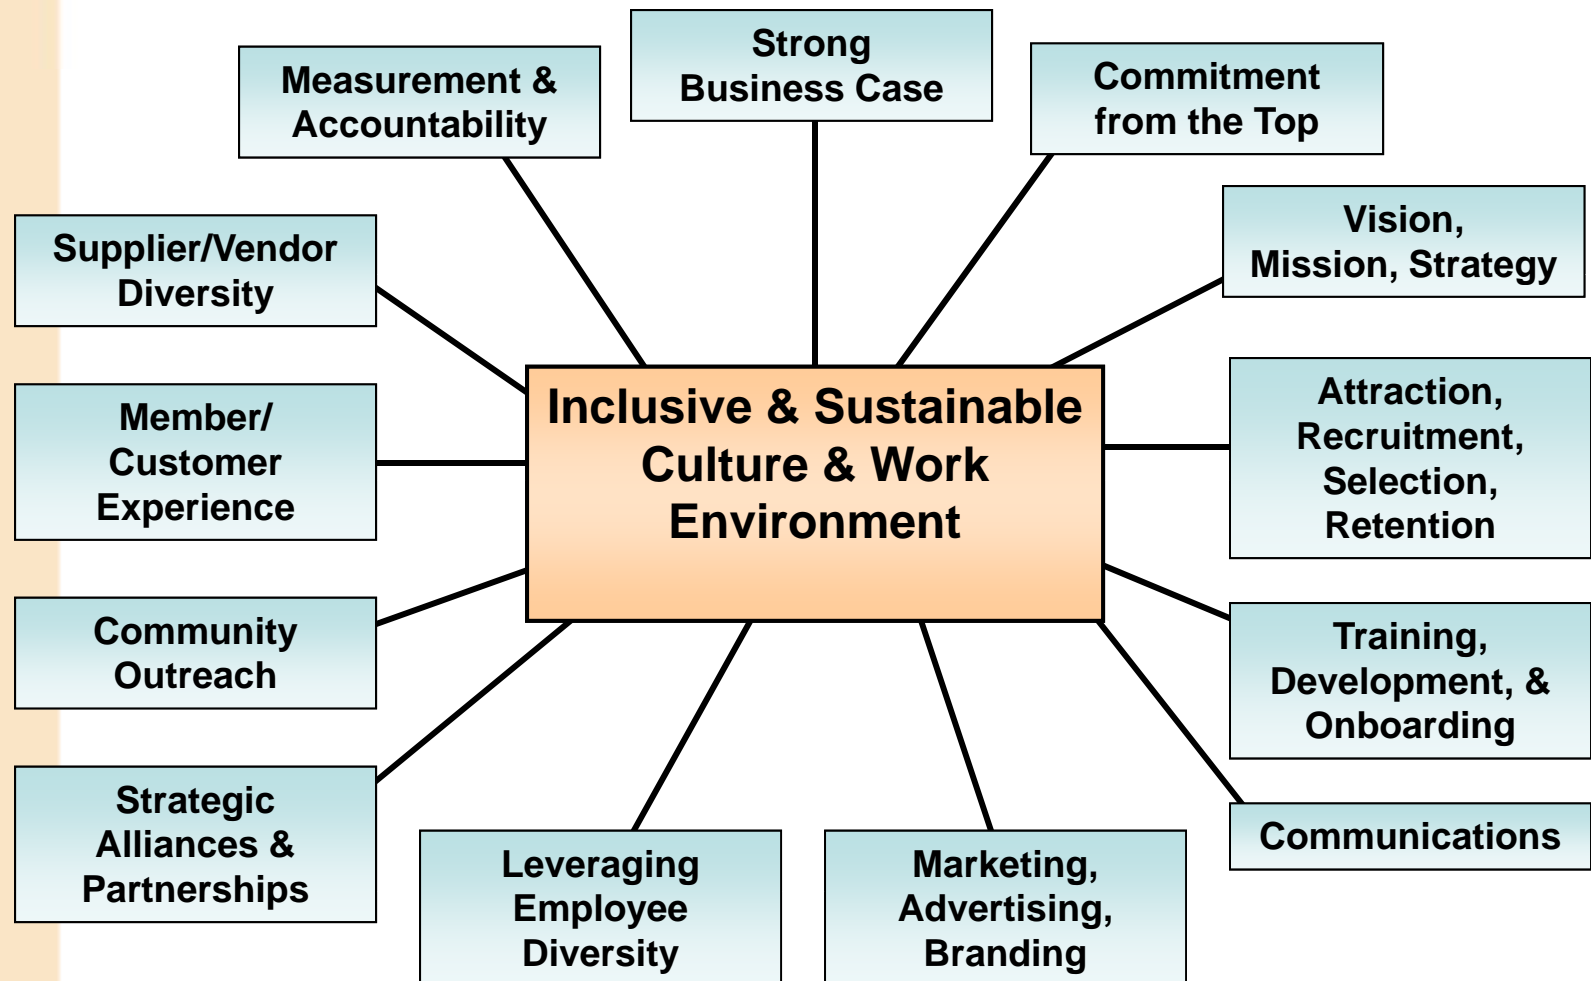 Strong
Business Case
Measurement &
Accountability
Commitment
from the Top
Supplier/Vendor
Diversity
Vision,
Mission, Strategy
Inclusive & Sustainable
Culture & Work
Environment
Member/
Customer
Experience
Attraction,
Recruitment,
Selection,
Retention
Community
Outreach
Training,
Development, &
Onboarding
Strategic
Alliances &
Partnerships
Leveraging
Employee
Diversity
Marketing,
Advertising,
Branding
Communications